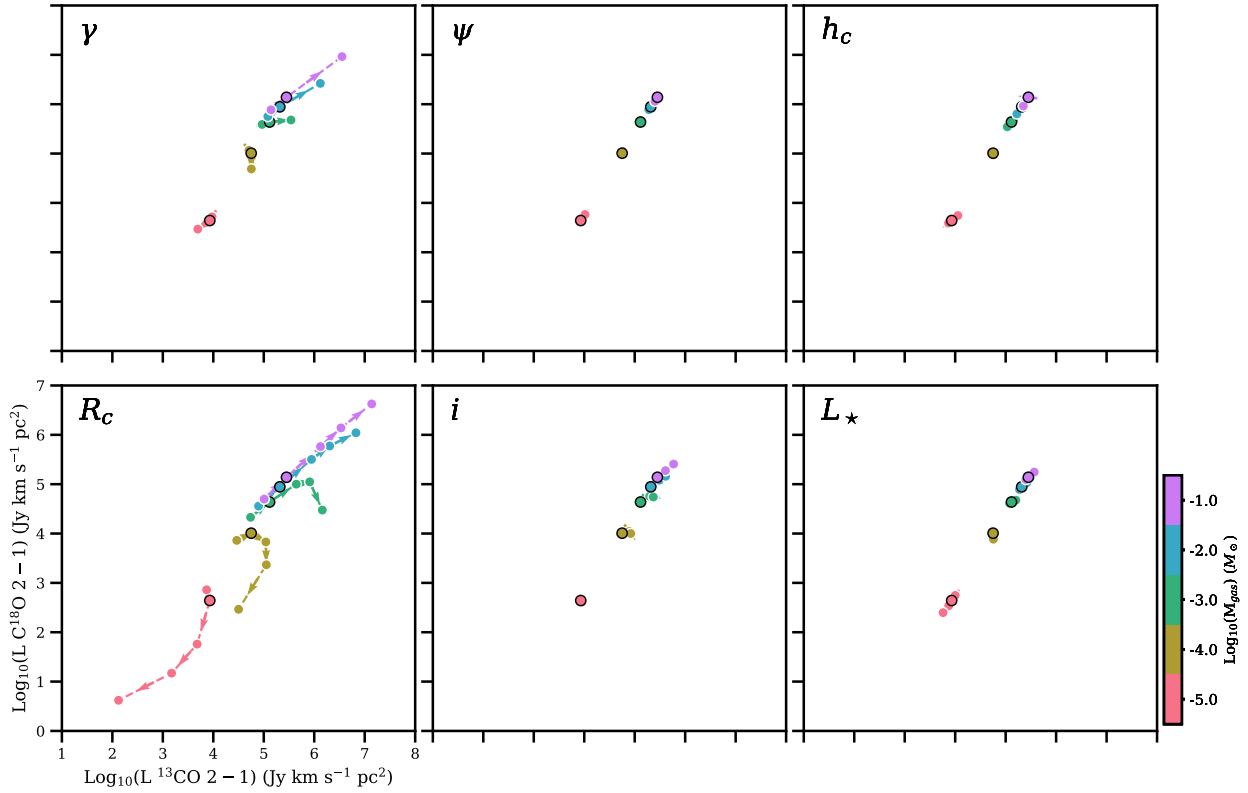 γ
ψ
h_c
R_c
i
L_⋆
7
6
5
4
3
2
1
0
Log₁₀(L C¹⁸O 2 − 1) (Jy km s⁻¹ pc²)
1 2 3 4 5 6 7
Log₁₀(L ¹³CO 2 − 1) (Jy km s⁻¹ pc²)
-1.0
-2.0
-3.0
-4.0
-5.0
Log₁₀(M_gas) (M_⊙)